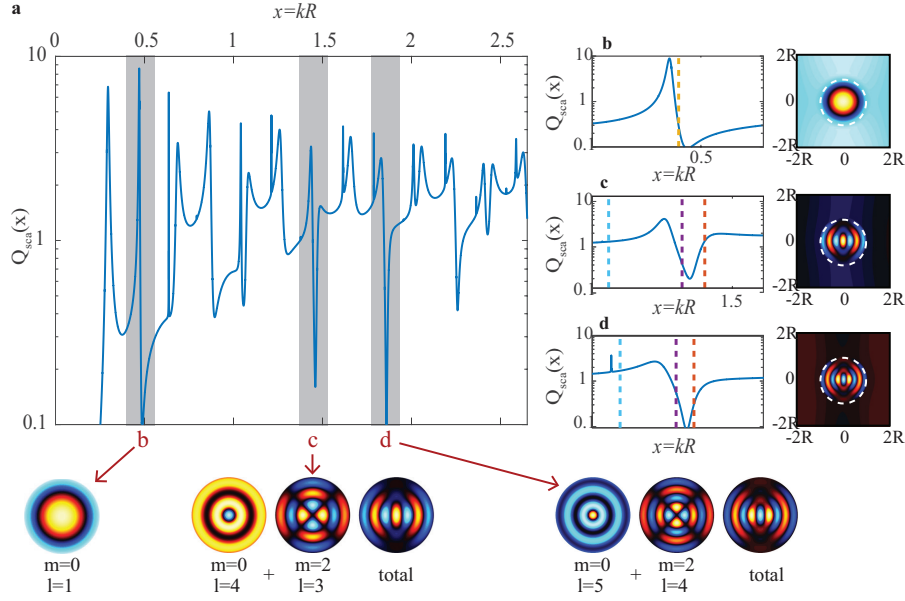 a
x=kR
0 0.5 1 1.5 2 2.5
10
1
0.1
Q_sca(x)
b
10
1
0.1
Q_sca(x)
0.5
x=kR
2R
0
-2R
-2R 0 2R
c
10
1
0.1
Q_sca(x)
1.5
x=kR
2R
0
-2R
-2R 0 2R
d
10
1
0.1
Q_sca(x)
x=kR
2R
0
-2R
-2R 0 2R
b c d
m=0
l=1
m=0 + m=2 total
l=4 l=3
m=0 + m=2 total
l=5 l=4